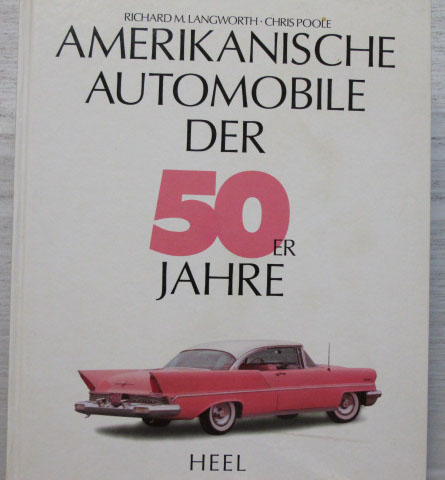 RICHARD M. LANGWORTH · CHRIS POOLE
AMERIKANISCHE
AUTOMOBILE
DER
50ER
JAHRE
HEEL